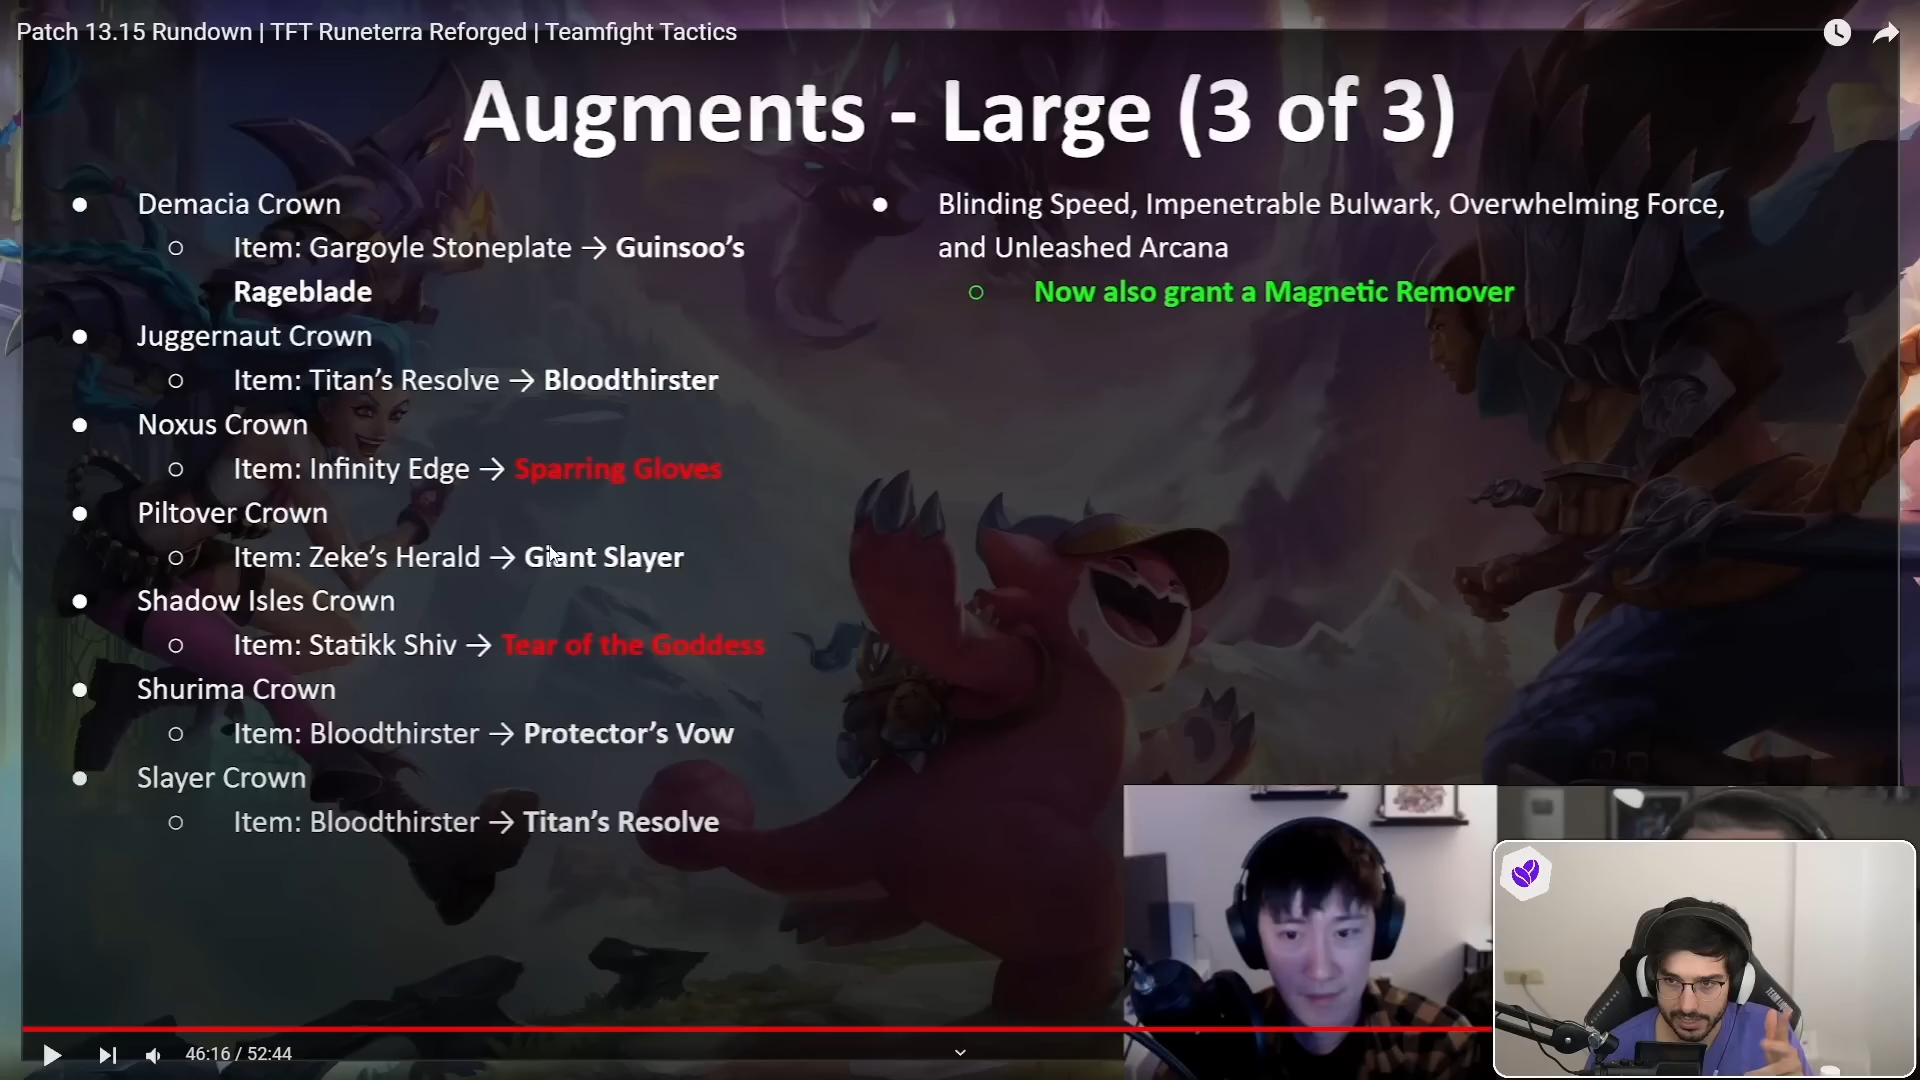 Patch 13.15 Rundown | TFT Runeterra Reforged | Teamfight Tactics
Augments - Large (3 of 3)
Demacia Crown
Item: Gargoyle Stoneplate → Guinsoo’s
Rageblade
Juggernaut Crown
Item: Titan’s Resolve → Bloodthirster
Noxus Crown
Item: Infinity Edge → Sparring Gloves
Piltover Crown
Item: Zeke’s Herald → Giant Slayer
Shadow Isles Crown
Item: Statikk Shiv → Tear of the Goddess
Shurima Crown
Item: Bloodthirster → Protector’s Vow
Slayer Crown
Item: Bloodthirster → Titan’s Resolve
Blinding Speed, Impenetrable Bulwark, Overwhelming Force,
and Unleashed Arcana
Now also grant a Magnetic Remover
46:16 / 52:44